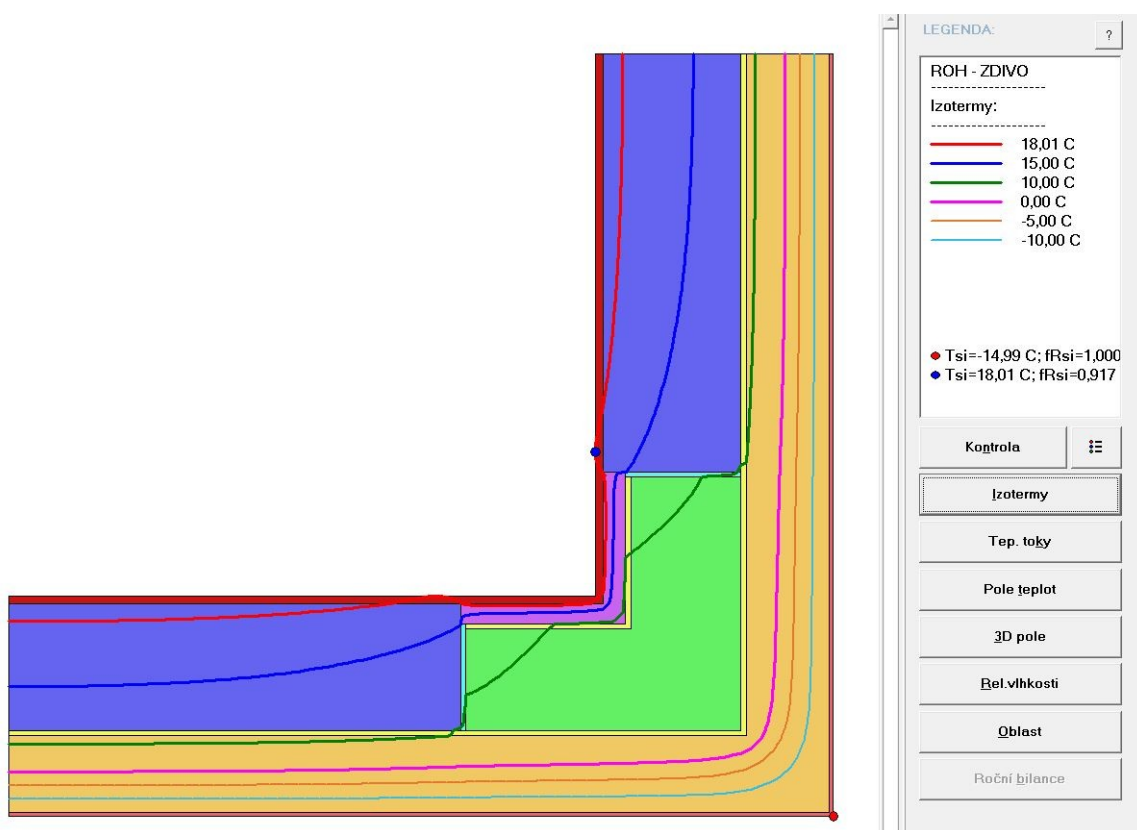 LEGENDA:
?
ROH - ZDIVO
--------------------
Izotermy:
--------------------
18,01 C
15,00 C
10,00 C
0,00 C
-5,00 C
-10,00 C
Tsi=-14,99 C; fRsi=1,000
Tsi=18,01 C; fRsi=0,917
Kontrola
Izotermy
Tep. toky
Pole teplot
3D pole
Rel.vlhkosti
Oblast
Roční bilance